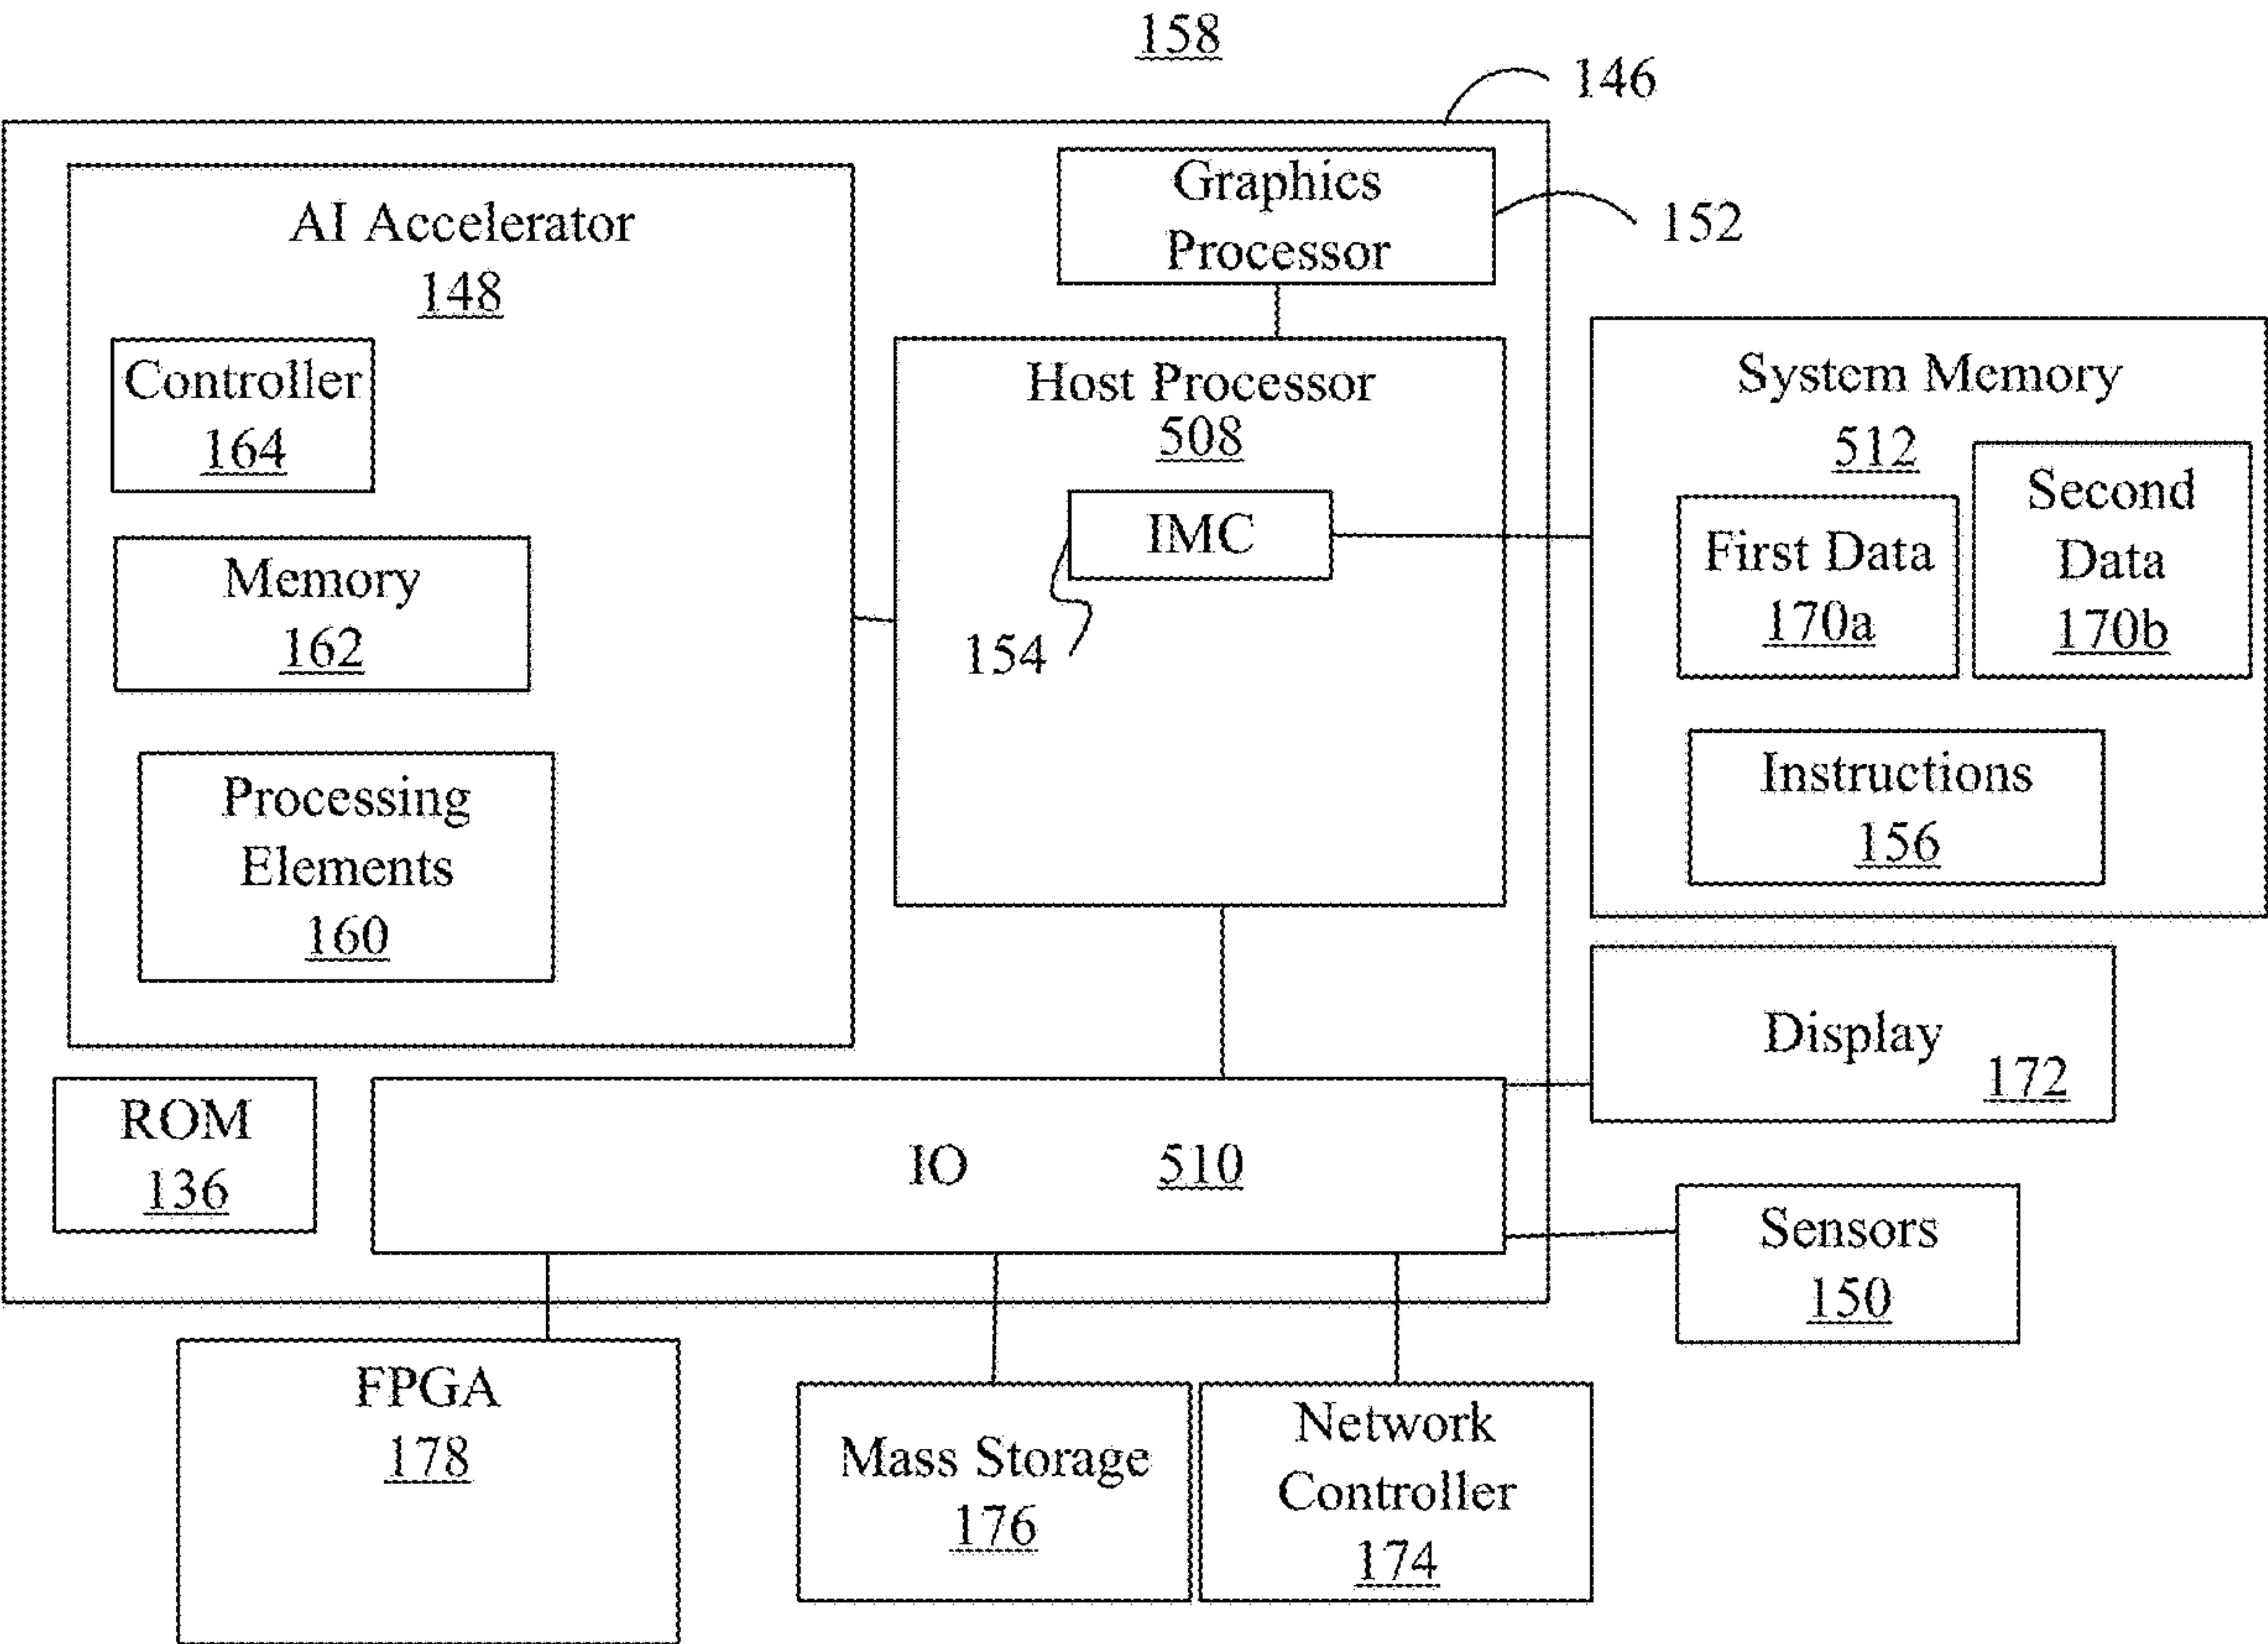 158
146
Graphics
Processor
152
AI Accelerator
148
Controller
164
Memory
162
Processing
Elements
160
Host Processor
508
IMC
154
System Memory
512
First Data
170a
Second
Data
170b
Instructions
156
Display
172
ROM
136
IO 510
Sensors
150
FPGA
178
Mass Storage
176
Network
Controller
174